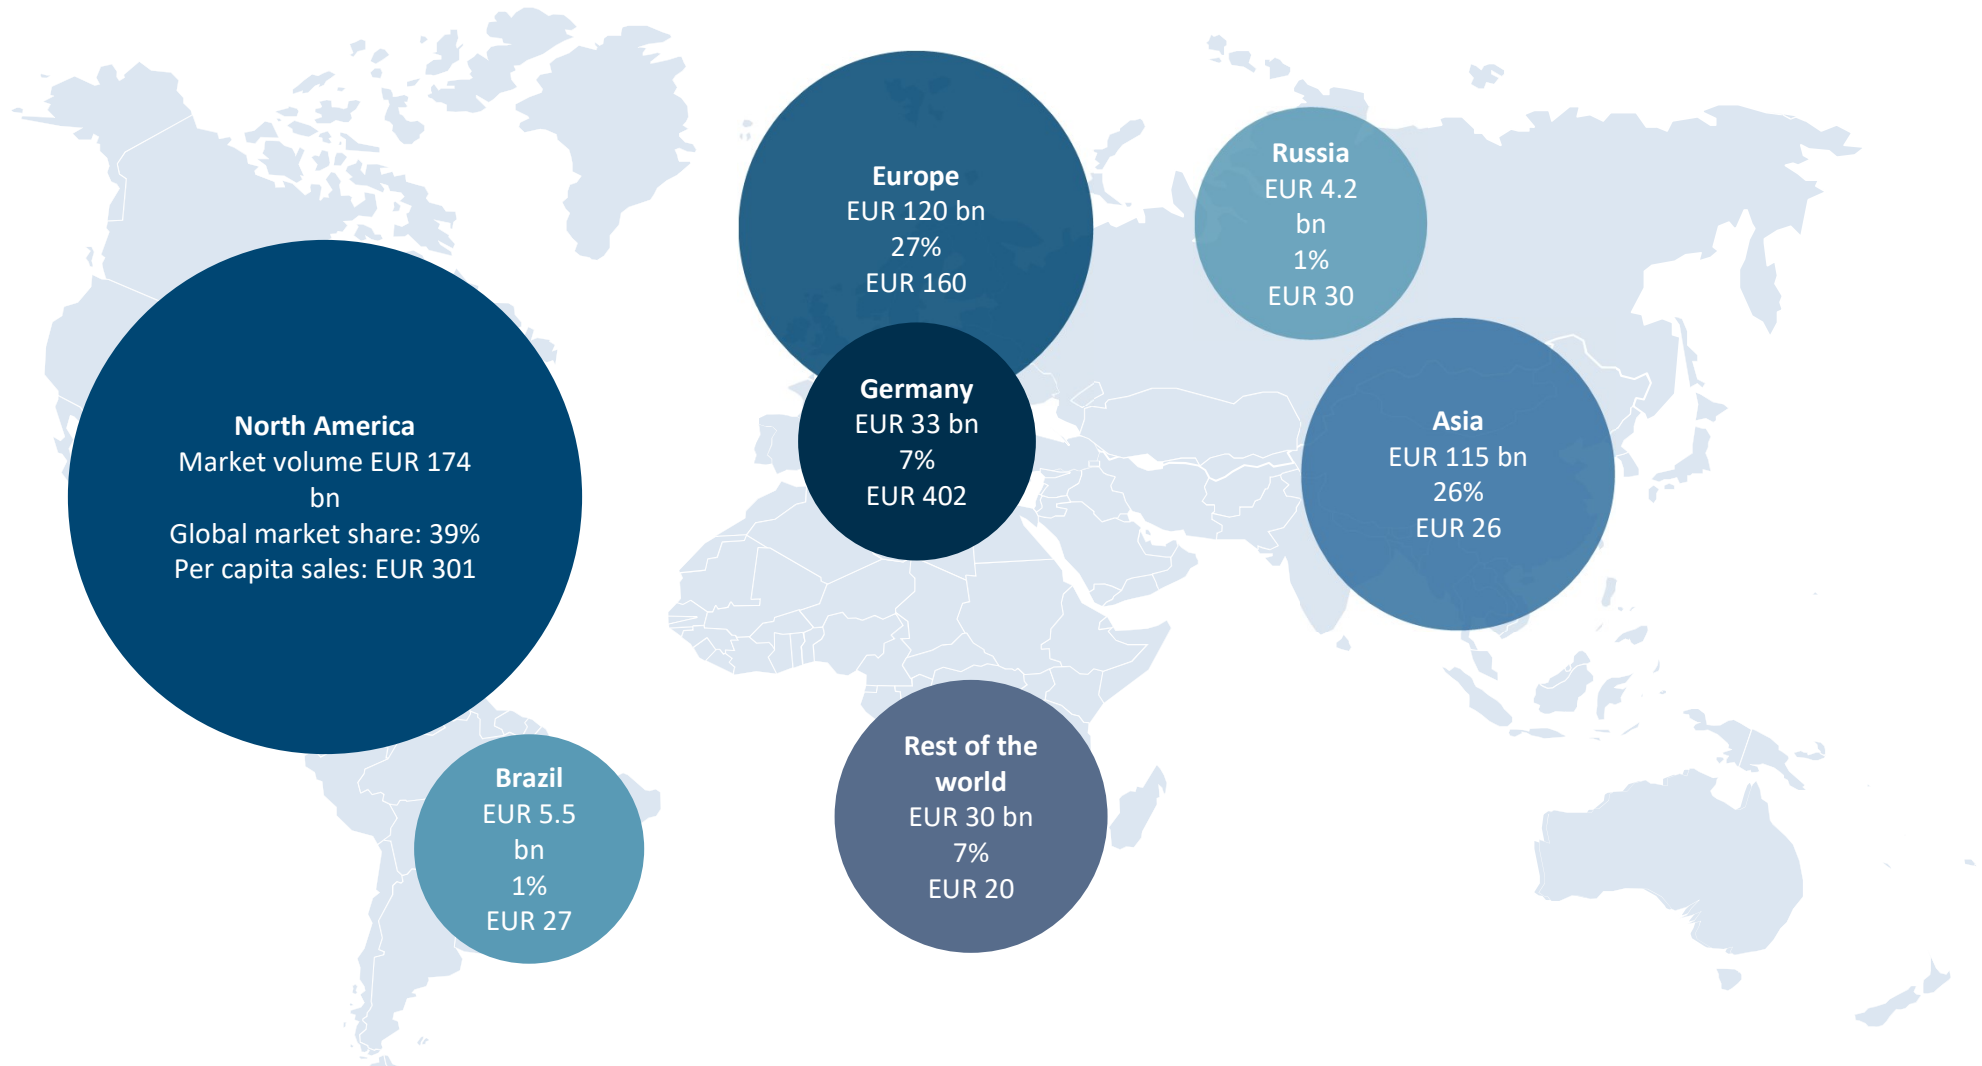 North America
Market volume EUR 174
bn
Global market share: 39%
Per capita sales: EUR 301
Europe
EUR 120 bn
27%
EUR 160
Germany
EUR 33 bn
7%
EUR 402
Russia
EUR 4.2
bn
1%
EUR 30
Asia
EUR 115 bn
26%
EUR 26
Brazil
EUR 5.5
bn
1%
EUR 27
Rest of the
world
EUR 30 bn
7%
EUR 20